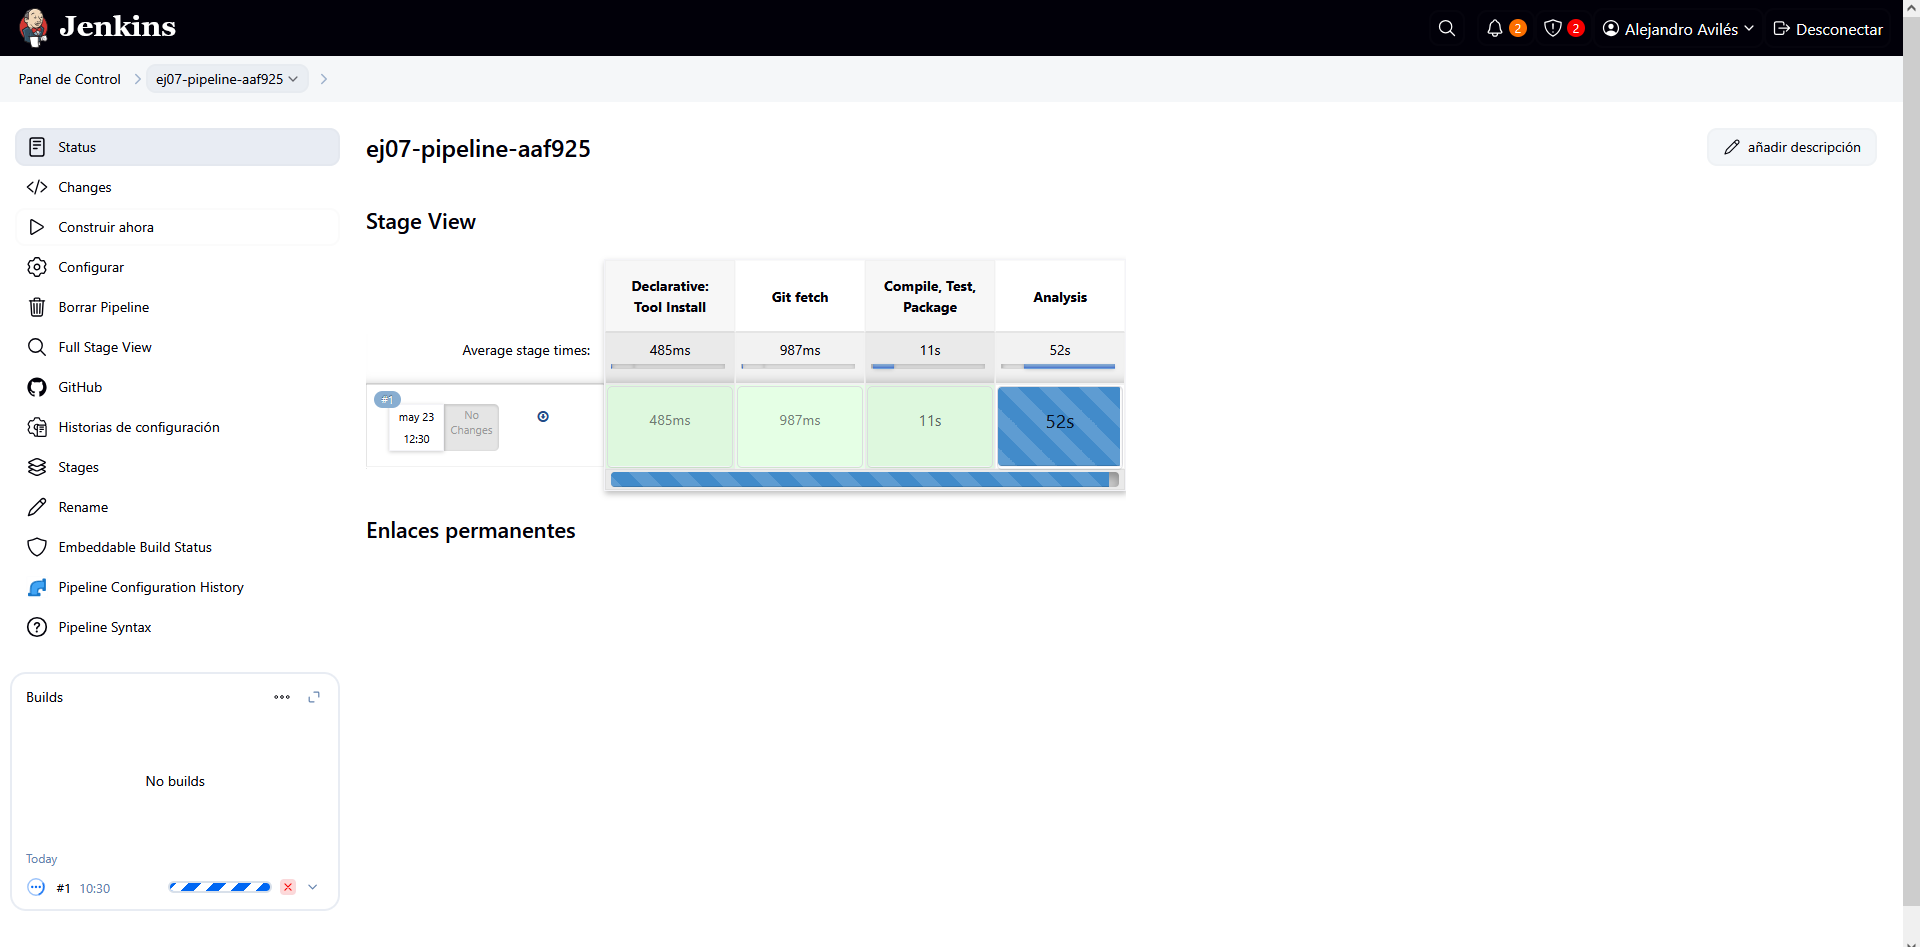 Jenkins
2
2
Alejandro Avilés
Desconectar
Panel de Control
ej07-pipeline-aaf925
Status
Changes
Construir ahora
Configurar
Borrar Pipeline
Full Stage View
GitHub
Historias de configuración
Stages
Rename
Embeddable Build Status
Pipeline Configuration History
Pipeline Syntax
Builds
No builds
Today
#1 10:30
ej07-pipeline-aaf925
añadir descripción
Stage View
Declarative:
Tool Install
Git fetch
Compile, Test,
Package
Analysis
Average stage times:
485ms
987ms
11s
52s
#1
may 23
12:30
No
Changes
485ms
987ms
11s
52s
Enlaces permanentes